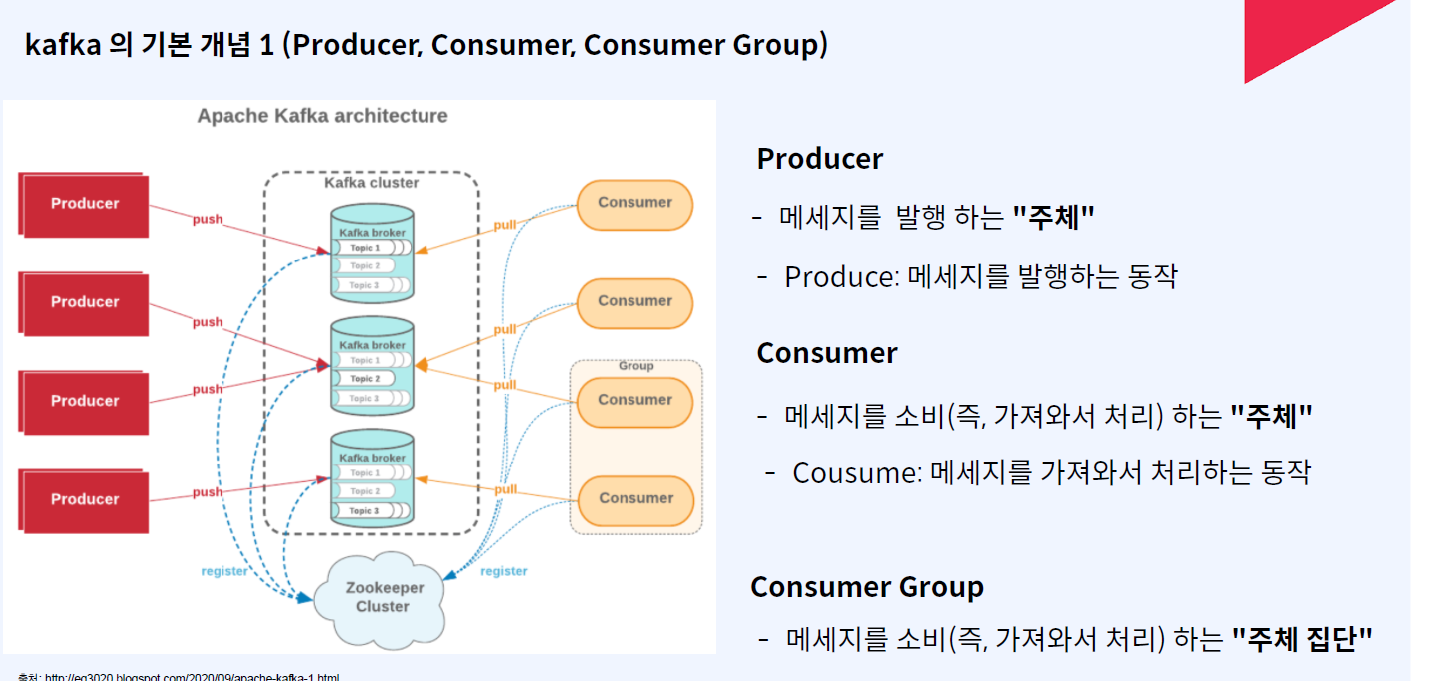 kafka 의 기본 개념 1 (Producer, Consumer, Consumer Group)
Apache Kafka architecture
Producer
Producer
Producer
Producer
push
push
push
push
Kafka cluster
Kafka broker
Topic 1
Topic 2
Topic 3
Kafka broker
Topic 1
Topic 2
Topic 3
Kafka broker
Topic 1
Topic 2
Topic 3
pull
pull
pull
pull
Consumer
Consumer
Group
Consumer
Consumer
register
register
Zookeeper
Cluster
출처: http://eg3020.blogspot.com/2020/09/apache-kafka-1.html
Producer
- 메세지를 발행 하는 "주체"
- Produce: 메세지를 발행하는 동작
Consumer
- 메세지를 소비(즉, 가져와서 처리) 하는 "주체"
- Cousume: 메세지를 가져와서 처리하는 동작
Consumer Group
- 메세지를 소비(즉, 가져와서 처리) 하는 "주체 집단"